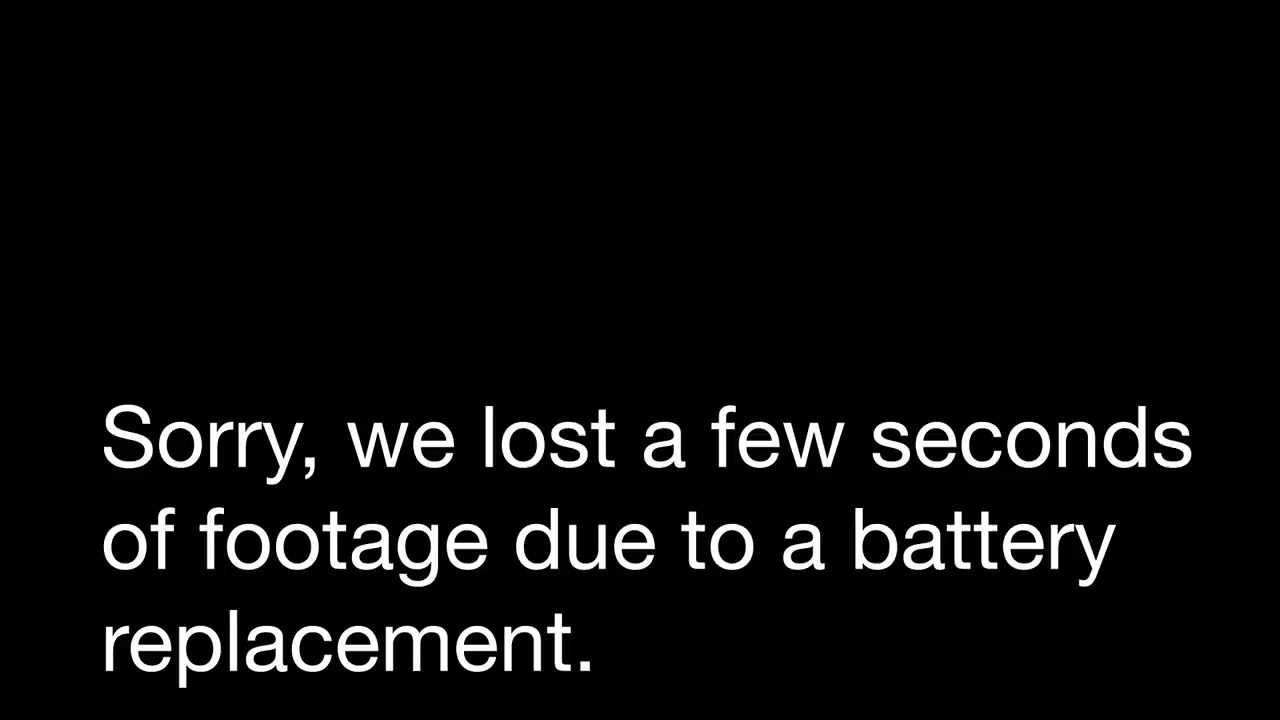 Sorry, we lost a few seconds
of footage due to a battery
replacement.